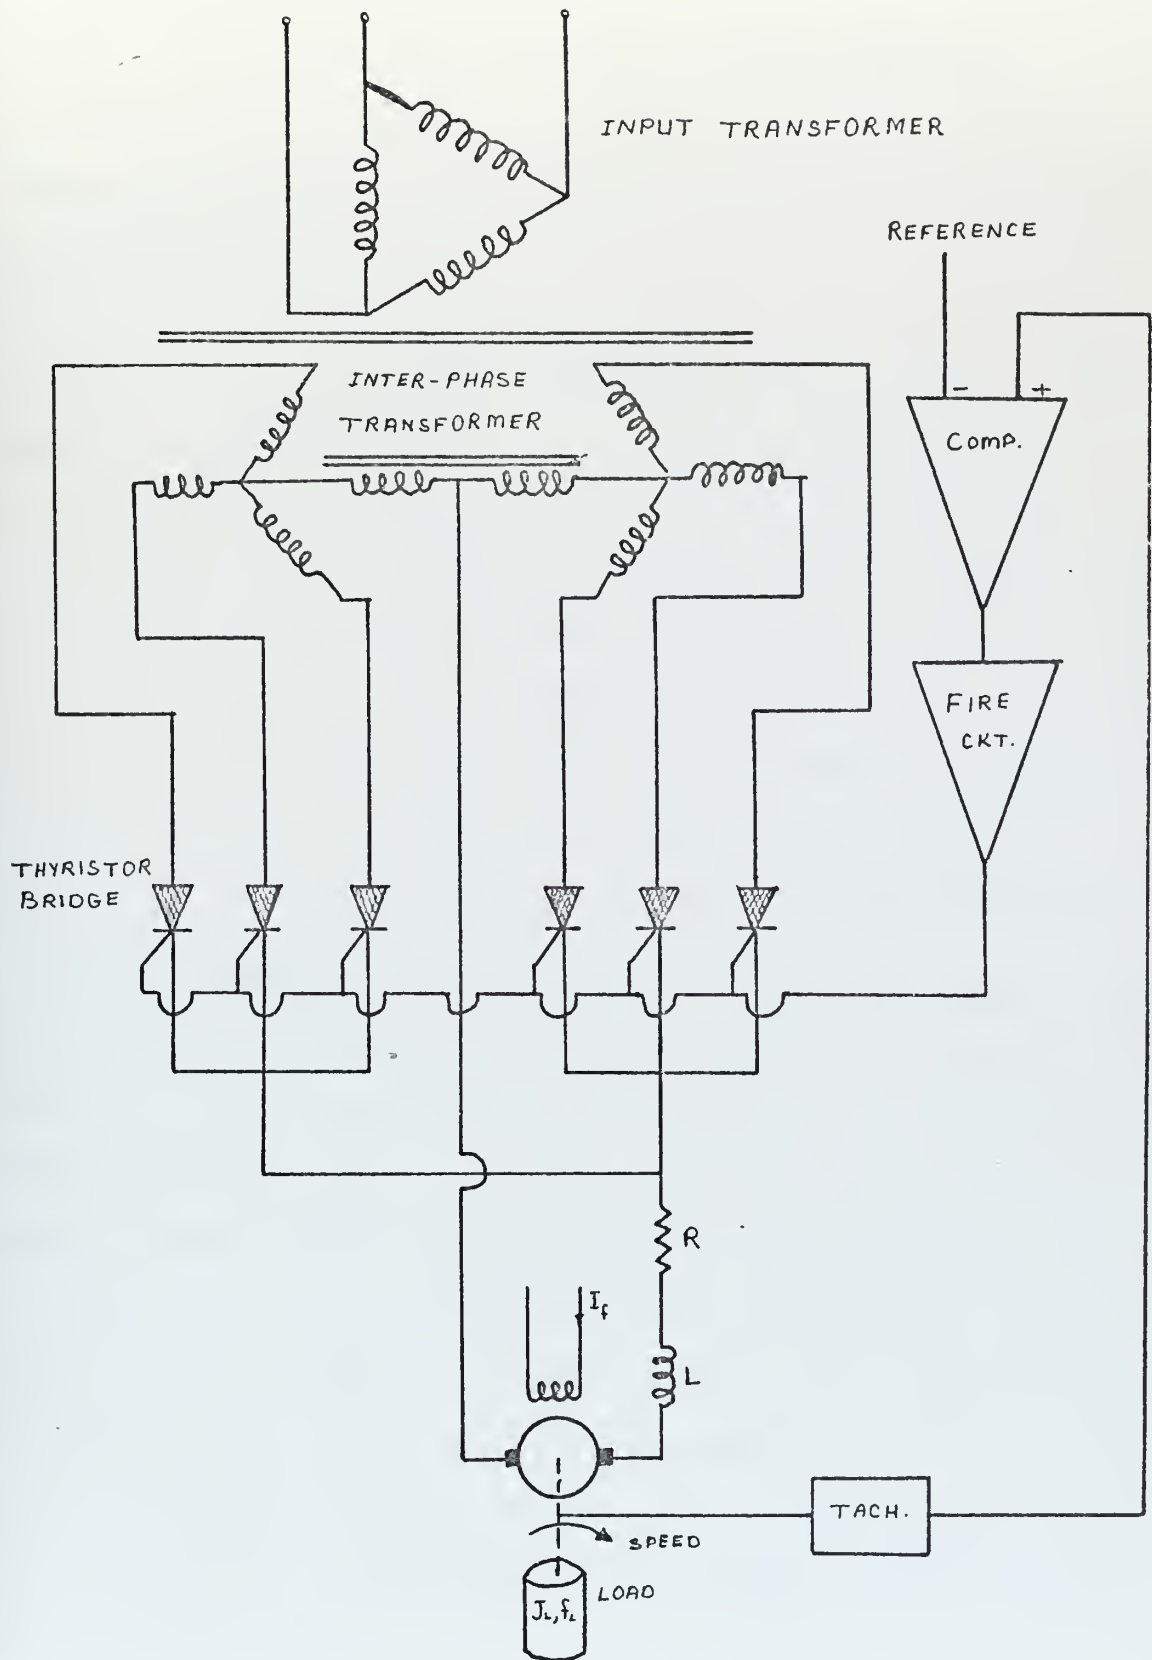 INPUT TRANSFORMER
REFERENCE
INTER-PHASE
TRANSFORMER
- +
COMP.
FIRE
CKT.
THYRISTOR
BRIDGE
R
I_f
L
TACH.
SPEED
LOAD
J_L, f_L